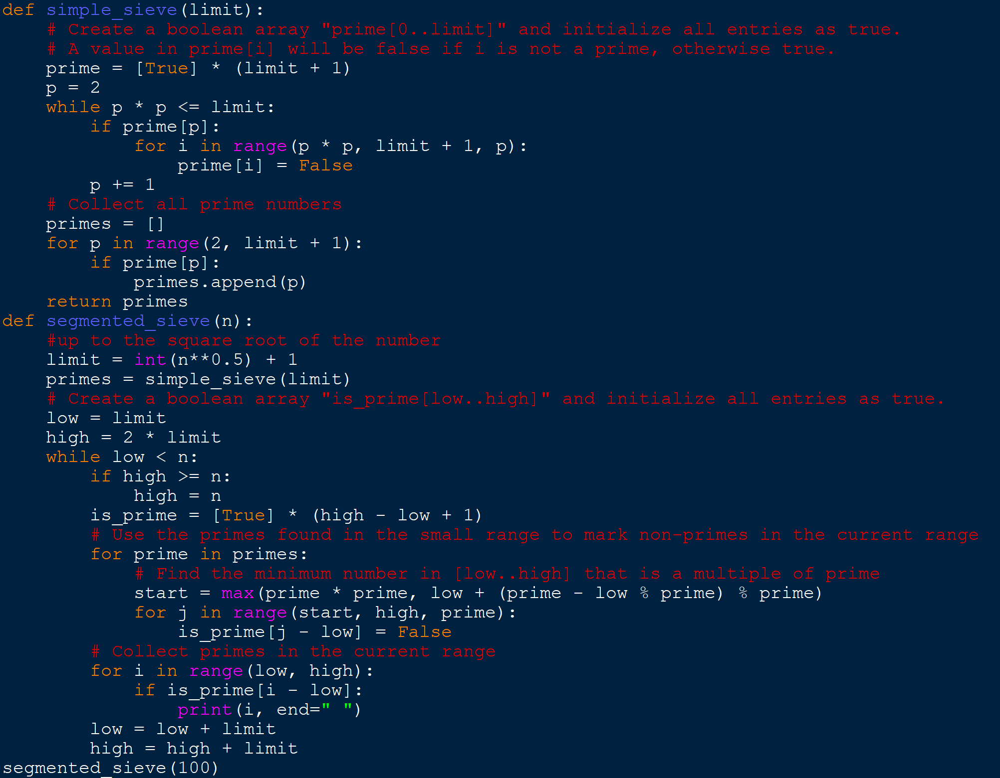 def simple_sieve(limit):
    # Create a boolean array "prime[0..limit]" and initialize all entries as true.
    # A value in prime[i] will be false if i is not a prime, otherwise true.
    prime = [True] * (limit + 1)
    p = 2
    while p * p <= limit:
        if prime[p]:
            for i in range(p * p, limit + 1, p):
                prime[i] = False
        p += 1
    # Collect all prime numbers
    primes = []
    for p in range(2, limit + 1):
        if prime[p]:
            primes.append(p)
    return primes
def segmented_sieve(n):
    #up to the square root of the number
    limit = int(n**0.5) + 1
    primes = simple_sieve(limit)
    # Create a boolean array "is_prime[low..high]" and initialize all entries as true.
    low = limit
    high = 2 * limit
    while low < n:
        if high >= n:
            high = n
        is_prime = [True] * (high - low + 1)
        # Use the primes found in the small range to mark non-primes in the current range
        for prime in primes:
            # Find the minimum number in [low..high] that is a multiple of prime
            start = max(prime * prime, low + (prime - low % prime) % prime)
            for j in range(start, high, prime):
                is_prime[j - low] = False
        # Collect primes in the current range
        for i in range(low, high):
            if is_prime[i - low]:
                print(i, end=" ")
        low = low + limit
        high = high + limit
segmented_sieve(100)